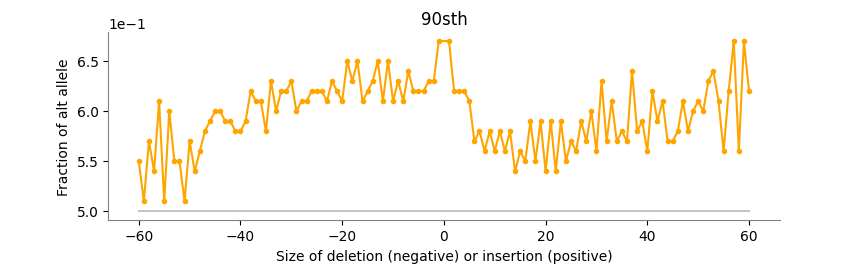 90sth
1e−1
6.5
6.0
5.5
5.0
Fraction of alt allele
−60 −40 −20 0 20 40 60
Size of deletion (negative) or insertion (positive)